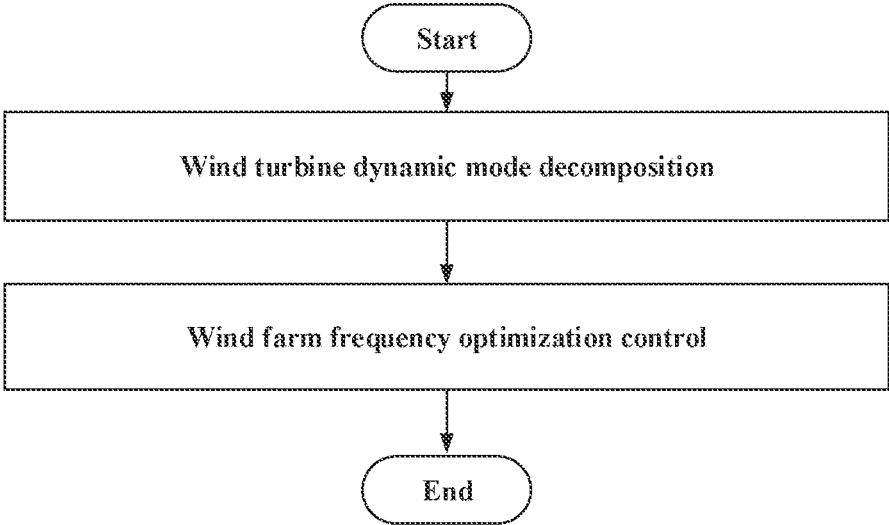 Start
Wind turbine dynamic mode decomposition
Wind farm frequency optimization control
End